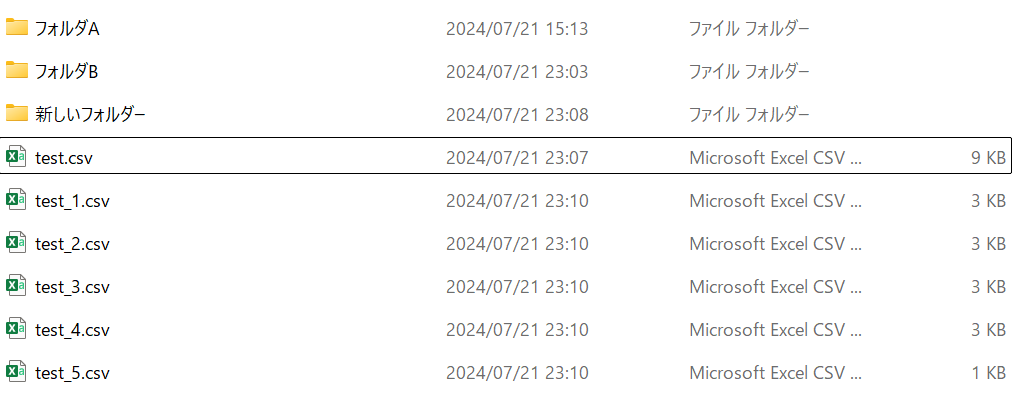 フォルダA 2024/07/21 15:13 ファイル フォルダー
フォルダB 2024/07/21 23:03 ファイル フォルダー
新しいフォルダー 2024/07/21 23:08 ファイル フォルダー
test.csv 2024/07/21 23:07 Microsoft Excel CSV ... 9 KB
test_1.csv 2024/07/21 23:10 Microsoft Excel CSV ... 3 KB
test_2.csv 2024/07/21 23:10 Microsoft Excel CSV ... 3 KB
test_3.csv 2024/07/21 23:10 Microsoft Excel CSV ... 3 KB
test_4.csv 2024/07/21 23:10 Microsoft Excel CSV ... 3 KB
test_5.csv 2024/07/21 23:10 Microsoft Excel CSV ... 1 KB